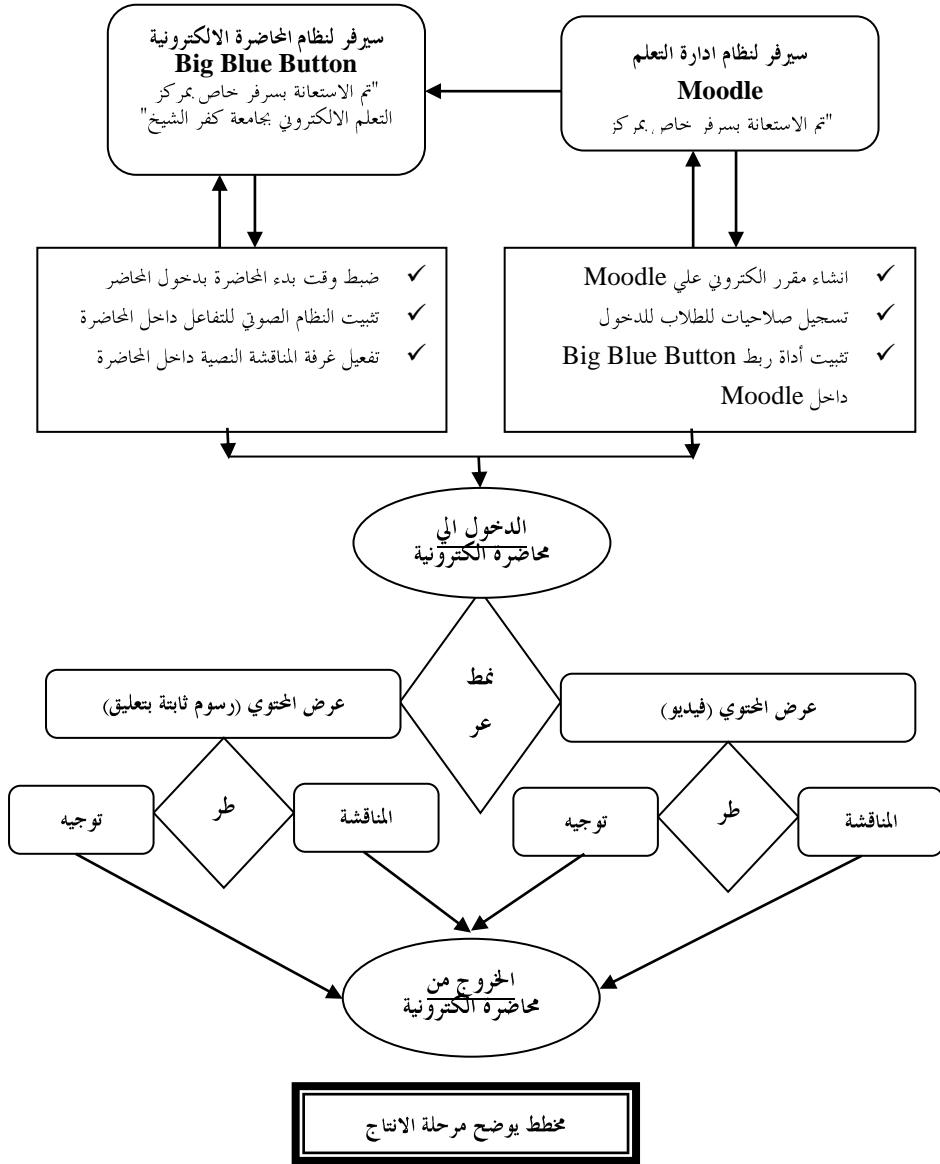 سيرفر لنظام ادارة التعلم
Moodle
"تم الاستعانة بسرفر خاص بمركز
سيرفر لنظام المحاضرة الالكترونية
Big Blue Button
"تم الاستعانة بسرفر خاص بمركز
التعلم الالكتروني بجامعة كفر الشيخ"
✓ انشاء مقرر الكتروني علي Moodle
✓ تسجيل صلاحيات للطلاب للدخول
✓ تثبيت أداة ربط Big Blue Button
داخل Moodle
✓ ضبط وقت بدء المحاضرة بدخول المحاضر
✓ تثبيت النظام الصوتي للتفاعل داخل المحاضرة
✓ تفعيل غرفة المناقشة النصية داخل المحاضرة
الدخول الي
محاضرة الكترونية
نمط
عر
عرض المحتوي (فيديو)
عرض المحتوي (رسوم ثابتة بتعليق)
المناقشة
طر
توجيه
المناقشة
طر
توجيه
الخروج من
محاضرة الكترونية
مخطط يوضح مرحلة الانتاج